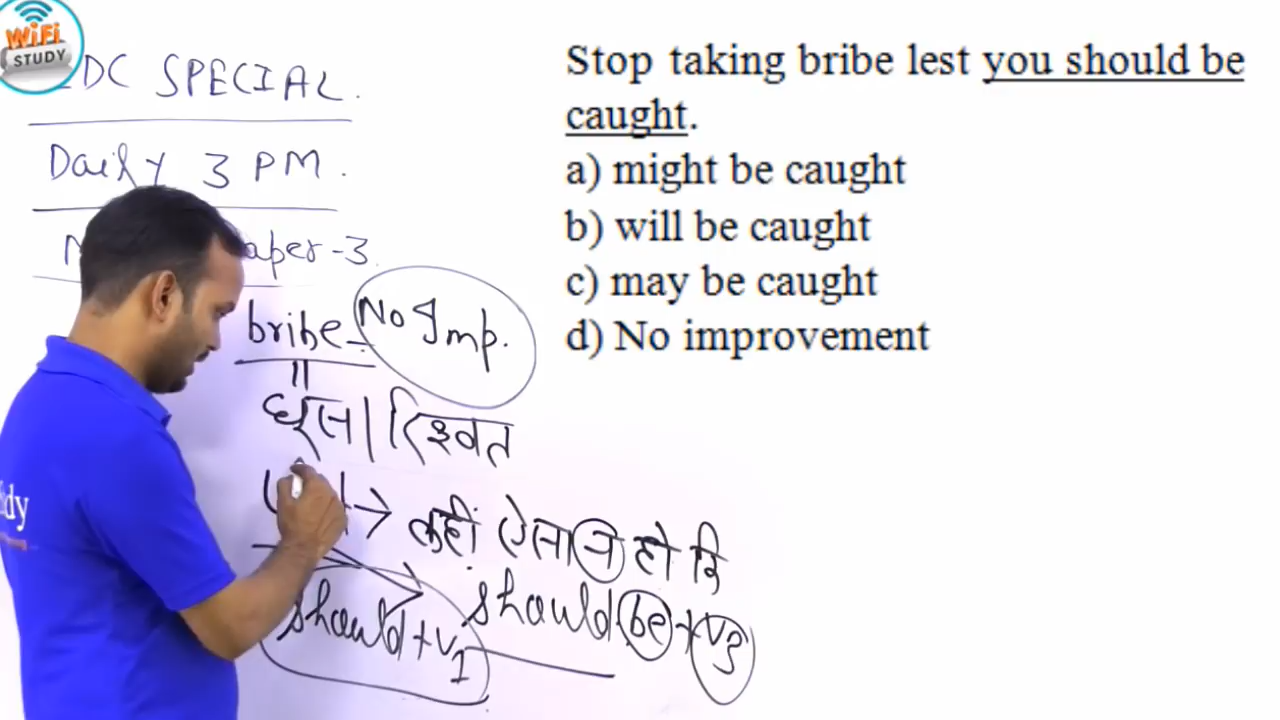 WiFi
STUDY
DC SPECIAL.
Daily 3 PM.
aper-3
bribe - No Imp.
घूस | रिश्वत
→ कहीं ऐसा न हो कि
should + V1
should be + V3
Stop taking bribe lest you should be
caught.
a) might be caught
b) will be caught
c) may be caught
d) No improvement